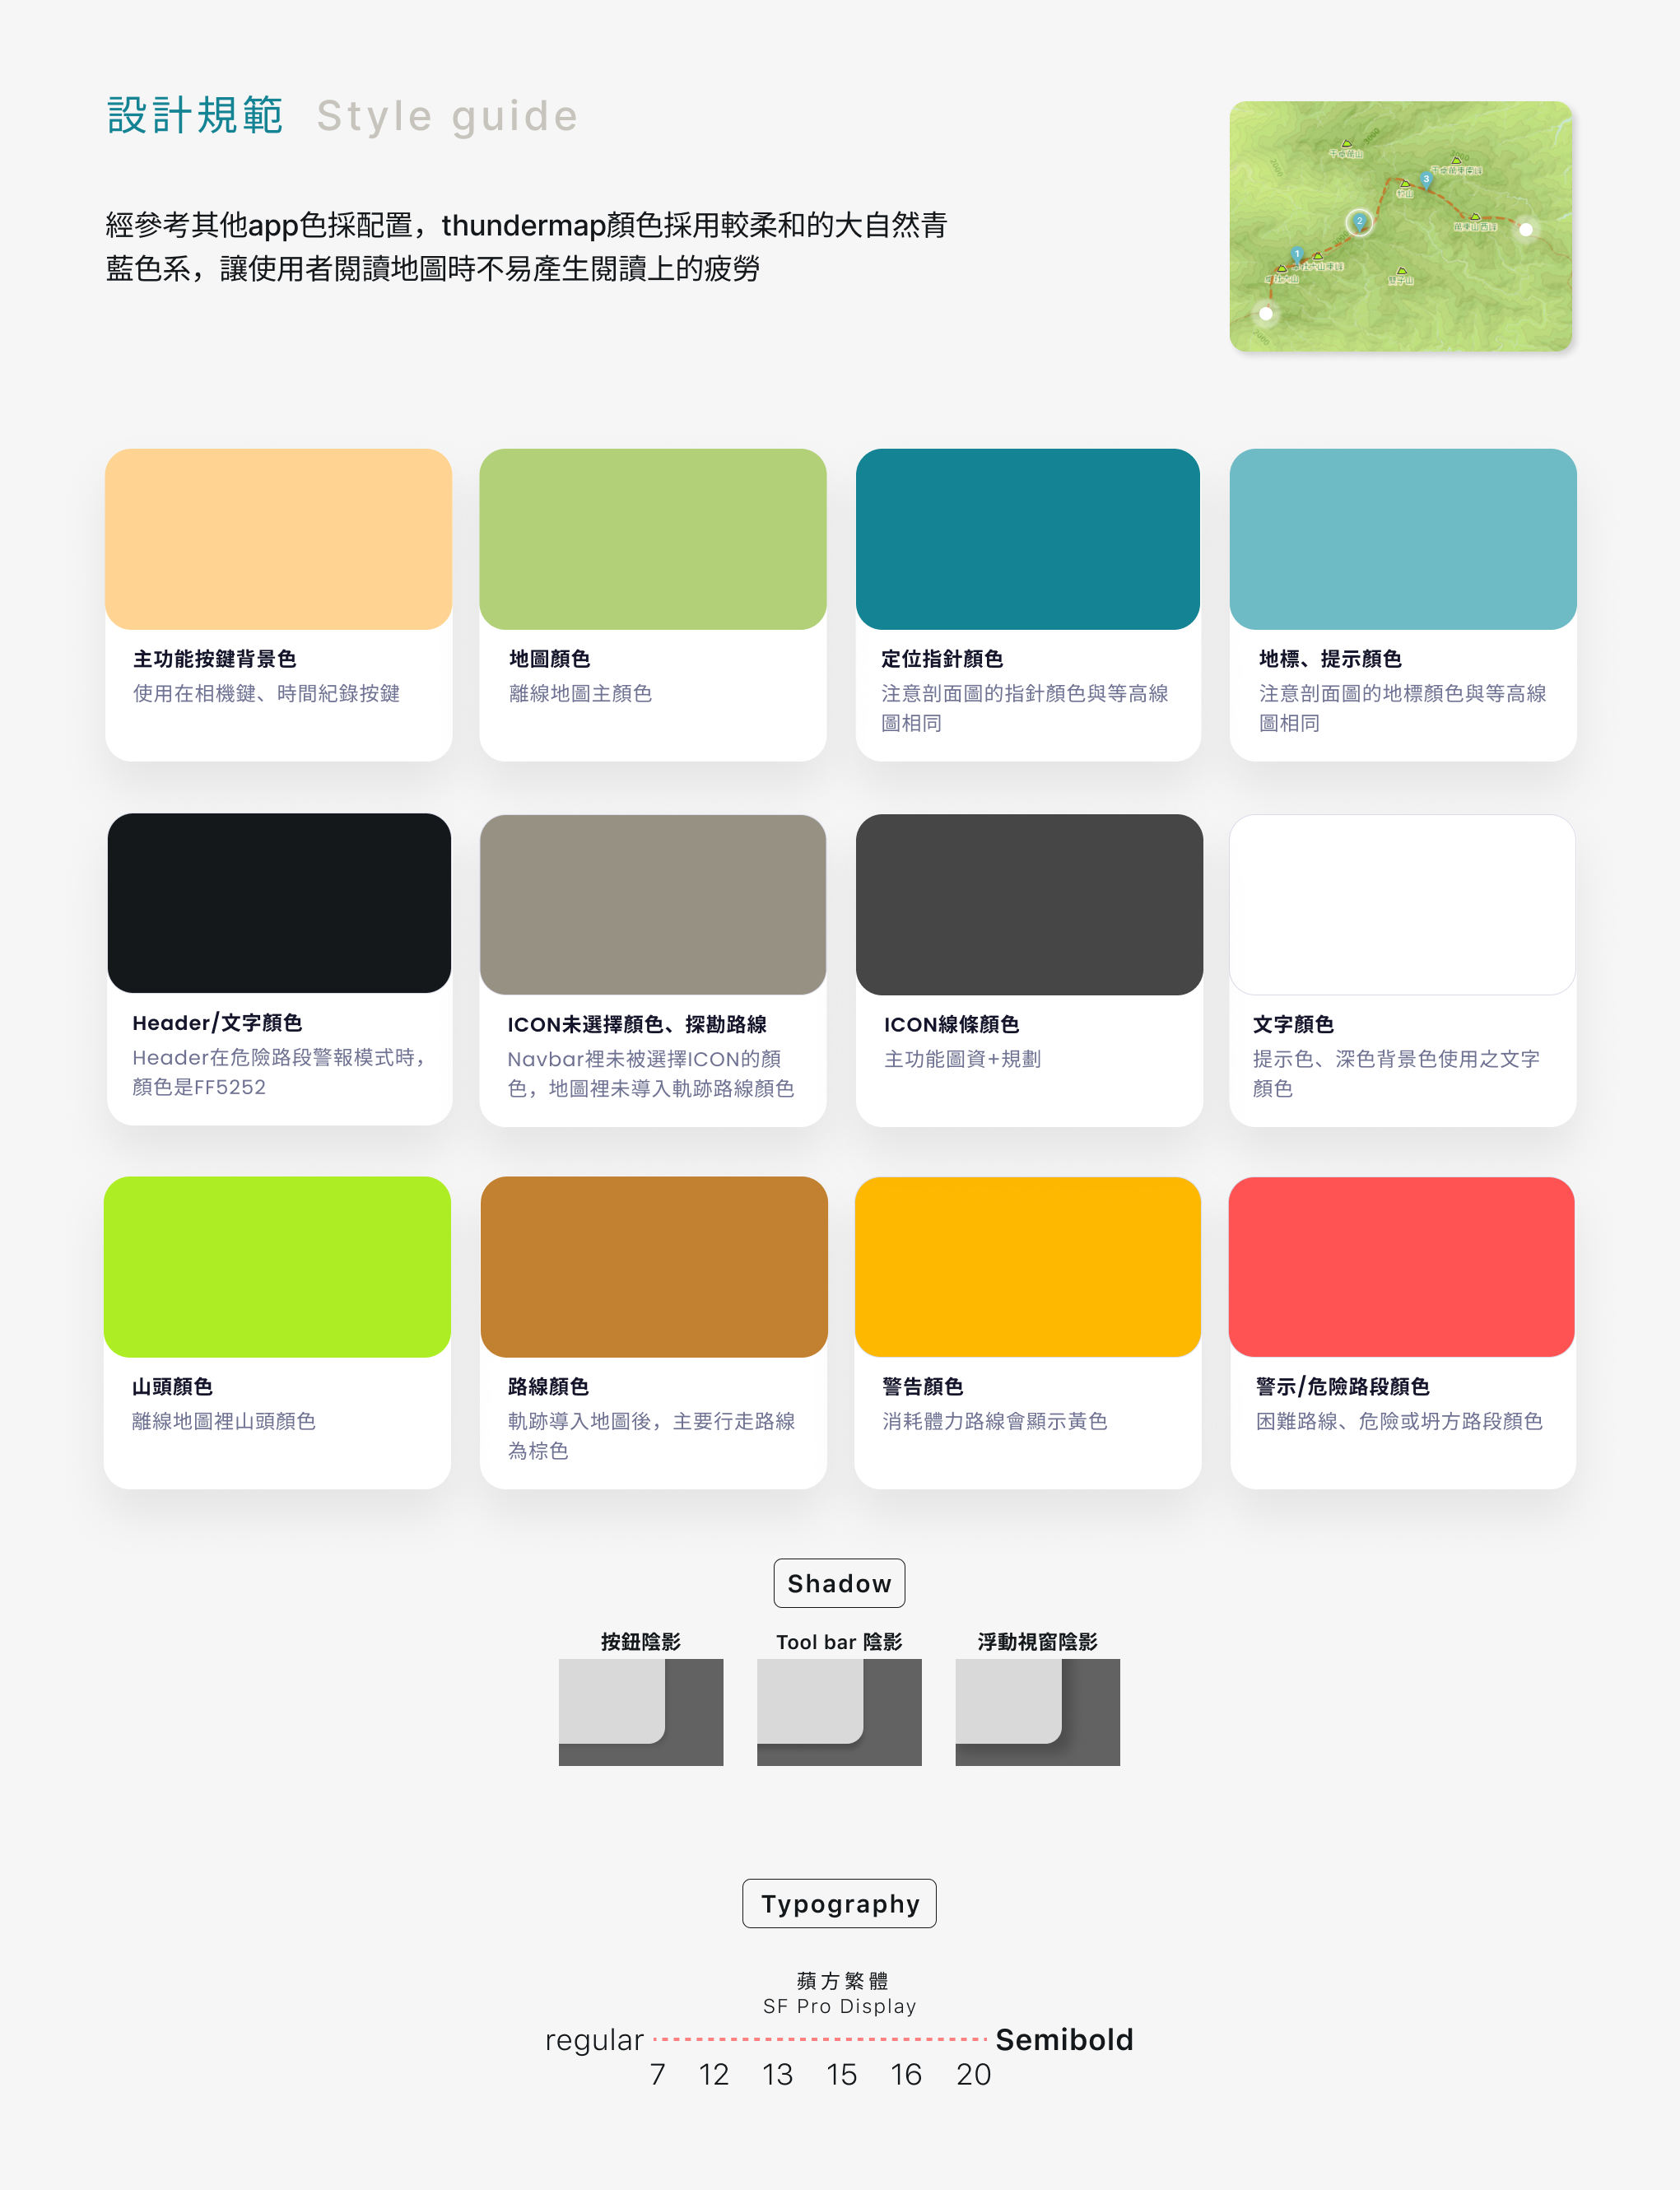 設計規範 Style guide
經參考其他app色採配置，thundermap顏色採用較柔和的大自然青
藍色系，讓使用者閱讀地圖時不易產生閱讀上的疲勞
3
2
1
主功能按鍵背景色
使用在相機鍵、時間紀錄按鍵
地圖顏色
離線地圖主顏色
定位指針顏色
注意剖面圖的指針顏色與等高線
圖相同
地標、提示顏色
注意剖面圖的地標顏色與等高線
圖相同
Header/文字顏色
Header在危險路段警報模式時，
顏色是FF5252
ICON未選擇顏色、探勘路線
Navbar裡未被選擇ICON的顏
色，地圖裡未導入軌跡路線顏色
ICON線條顏色
主功能圖資+規劃
文字顏色
提示色、深色背景色使用之文字
顏色
山頭顏色
離線地圖裡山頭顏色
路線顏色
軌跡導入地圖後，主要行走路線
為棕色
警告顏色
消耗體力路線會顯示黃色
警示/危險路段顏色
困難路線、危險或坍方路段顏色
Shadow
按鈕陰影
Tool bar 陰影
浮動視窗陰影
Typography
蘋方繁體
SF Pro Display
regular Semibold
7 12 13 15 16 20